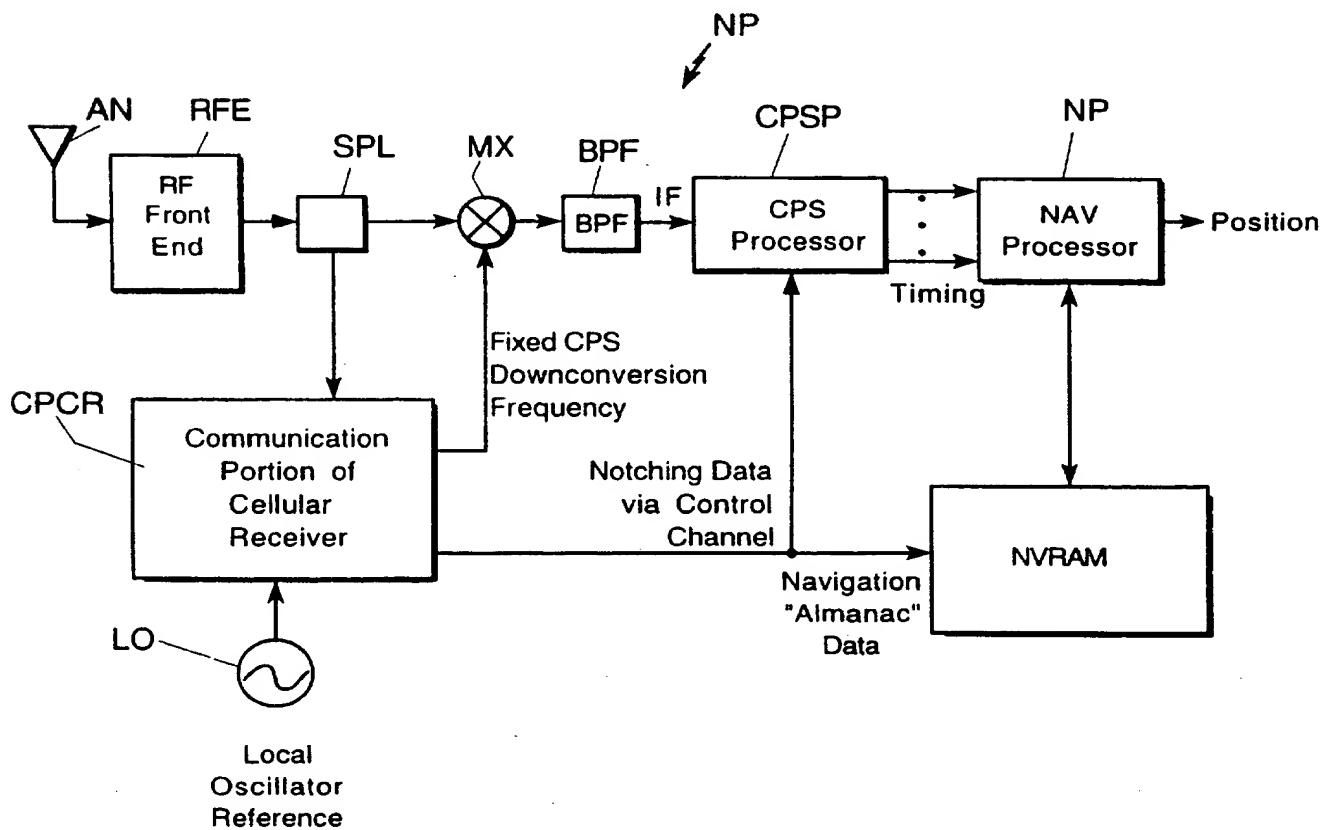 NP
AN
RFE
SPL
MX
BPF
CPSP
NP
RF
Front
End
BPF
IF
CPS
Processor
NAV
Processor
Position
Timing
Fixed CPS
Downconversion
Frequency
CPCR
Communication
Portion of
Cellular
Receiver
Notching Data
via Control
Channel
NVRAM
Navigation
"Almanac"
Data
LO
Local
Oscillator
Reference